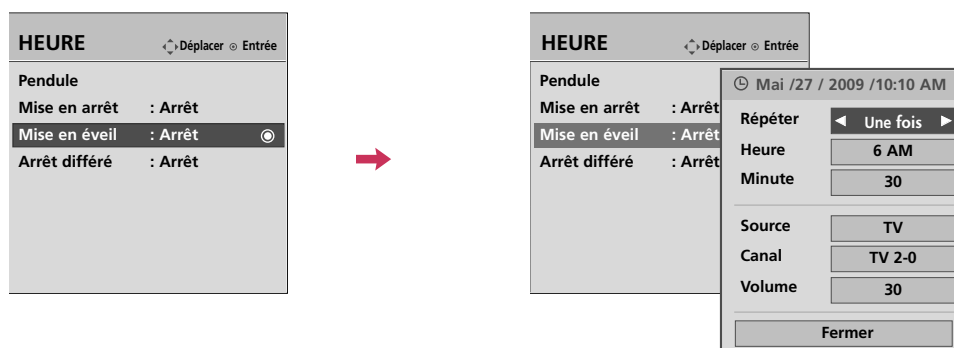 HEURE Déplacer Entrée
Pendule
Mise en arrêt : Arrêt
Mise en éveil : Arrêt
Arrêt différé : Arrêt
HEURE Déplacer Entrée
Pendule
Mise en arrêt : Arrêt
Mise en éveil : Arrêt
Arrêt différé : Arrêt
Mai /27 / 2009 /10:10 AM
Répéter Une fois
Heure 6 AM
Minute 30
Source TV
Canal TV 2-0
Volume 30
Fermer